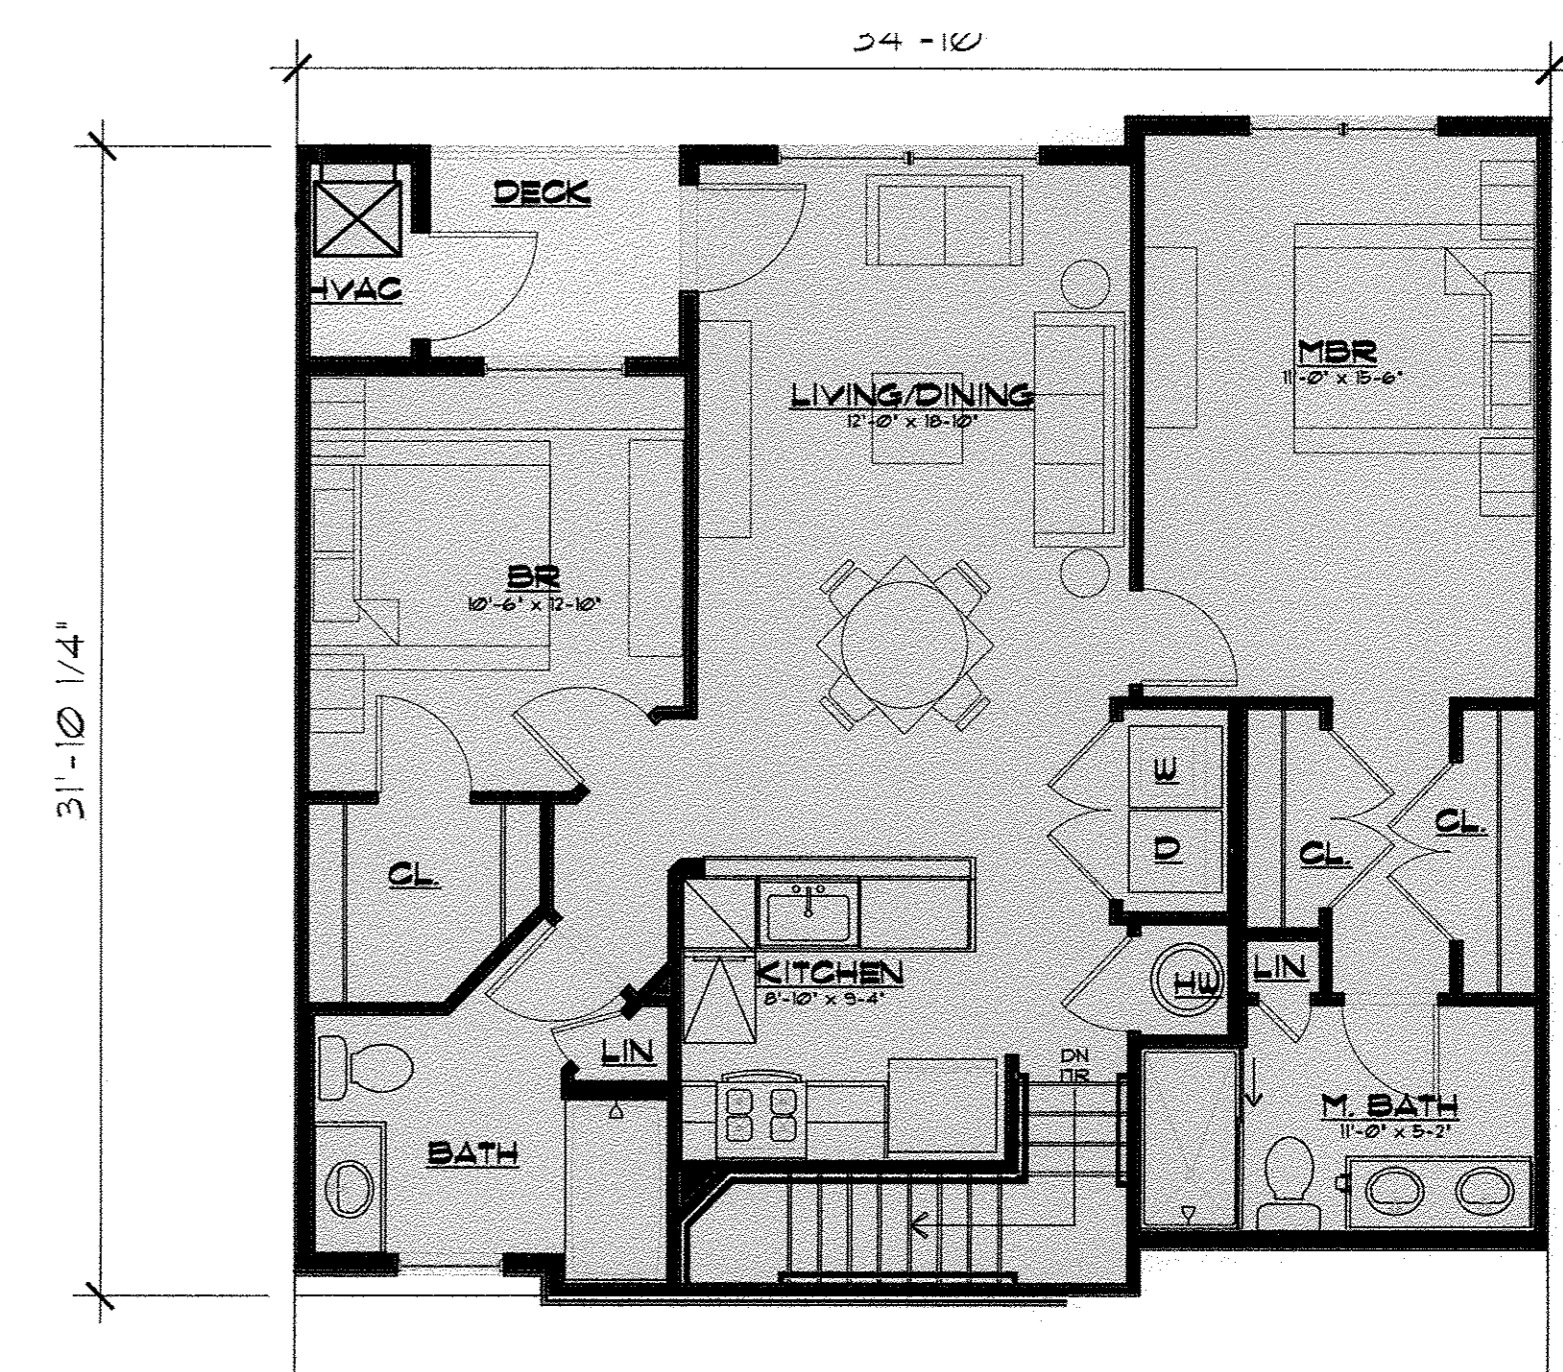 34'-10
DECK
HVAC
MBR
11'-0" x 15-6"
LIVING/DINING
12'-0" x 18-10"
BR
10'-6" x 12-10"
31'-10 1/4"
W
D
CL.
CL.
CL.
LIN
KITCHEN
8'-10" x 9-4"
HW
LIN
DN
M. BATH
11'-0" x 5-2"
BATH